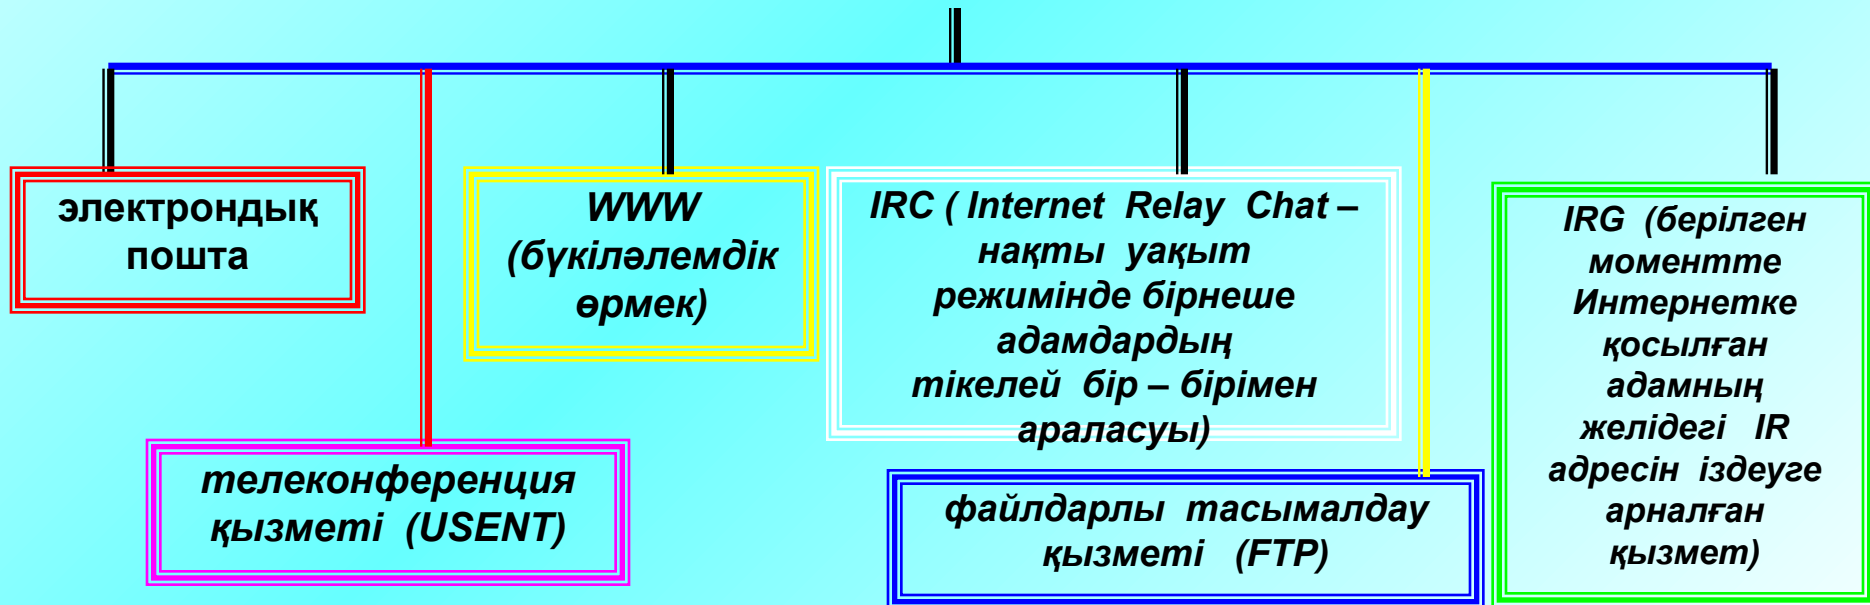 электрондық
пошта
WWW
(бүкіләлемдік
өрмек)
IRC ( Internet Relay Chat –
нақты уақыт
режимінде бірнеше
адамдардың
тікелей бір – бірімен
араласуы)
IRG (берілген
моментте
Интернетке
қосылған
адамның
желідегі IR
адресін іздеуге
арналған
қызмет)
телеконференция
қызметі (USENT)
файлдарлы тасымалдау
қызметі (FTP)